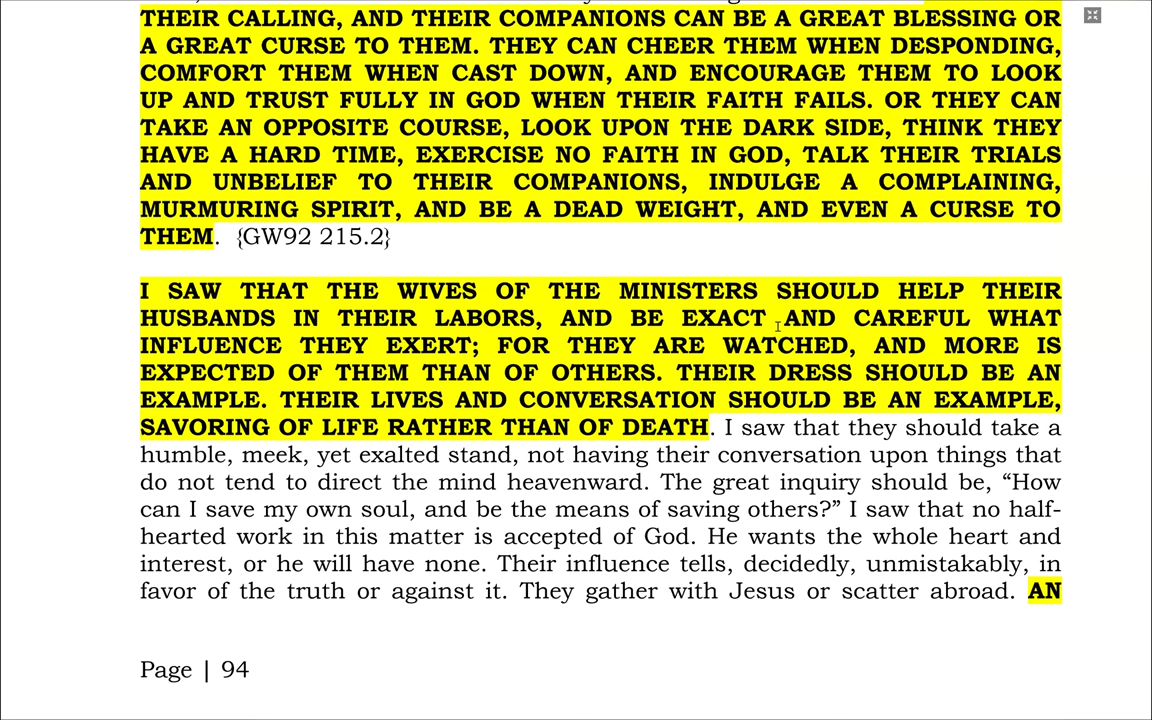 THEIR CALLING, AND THEIR COMPANIONS CAN BE A GREAT BLESSING OR
A GREAT CURSE TO THEM. THEY CAN CHEER THEM WHEN DESPONDING,
COMFORT THEM WHEN CAST DOWN, AND ENCOURAGE THEM TO LOOK
UP AND TRUST FULLY IN GOD WHEN THEIR FAITH FAILS. OR THEY CAN
TAKE AN OPPOSITE COURSE, LOOK UPON THE DARK SIDE, THINK THEY
HAVE A HARD TIME, EXERCISE NO FAITH IN GOD, TALK THEIR TRIALS
AND UNBELIEF TO THEIR COMPANIONS, INDULGE A COMPLAINING,
MURMURING SPIRIT, AND BE A DEAD WEIGHT, AND EVEN A CURSE TO
THEM. {GW92 215.2}
I SAW THAT THE WIVES OF THE MINISTERS SHOULD HELP THEIR
HUSBANDS IN THEIR LABORS, AND BE EXACT AND CAREFUL WHAT
INFLUENCE THEY EXERT; FOR THEY ARE WATCHED, AND MORE IS
EXPECTED OF THEM THAN OF OTHERS. THEIR DRESS SHOULD BE AN
EXAMPLE. THEIR LIVES AND CONVERSATION SHOULD BE AN EXAMPLE,
SAVORING OF LIFE RATHER THAN OF DEATH. I saw that they should take a
humble, meek, yet exalted stand, not having their conversation upon things that
do not tend to direct the mind heavenward. The great inquiry should be, “How
can I save my own soul, and be the means of saving others?” I saw that no half-
hearted work in this matter is accepted of God. He wants the whole heart and
interest, or he will have none. Their influence tells, decidedly, unmistakably, in
favor of the truth or against it. They gather with Jesus or scatter abroad. AN
Page | 94